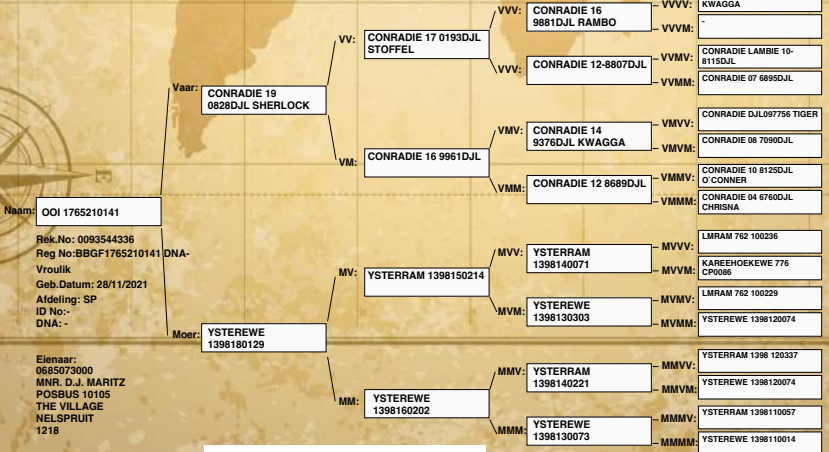 KWAGGA
VVVV:
VVV:
CONRADIE 16
9881DJL RAMBO
VVVM:
-
VV:
CONRADIE 17 0193DJL
STOFFEL
VVV:
CONRADIE 12-8807DJL
VVMV:
CONRADIE LAMBIE 10-
8115DJL
VVMM:
CONRADIE 07 6895DJL
Vaar:
CONRADIE 19
0828DJL SHERLOCK
VM:
CONRADIE 16 9961DJL
VMV:
CONRADIE 14
9376DJL KWAGGA
VMVV:
CONRADIE DJL097756 TIGER
VMVM:
CONRADIE 08 7090DJL
VMM:
CONRADIE 12 8689DJL
VMMV:
CONRADIE 10 8125DJL
O`CONNER
VMMM:
CONRADIE 04 6760DJL
CHRISNA
Naam:
OOI 1765210141
Rek.No: 0093544336
Reg No:BBGF1765210141 DNA-
Vroulik
Geb.Datum: 28/11/2021
Afdeling: SP
ID No:-
DNA: -
Eienaar:
0685073000
MNR. D.J. MARITZ
POSBUS 10105
THE VILLAGE
NELSPRUIT
1218
Moer:
YSTEREWE
1398180129
MV:
YSTERRAM 1398150214
MVV:
YSTERRAM
1398140071
MVVV:
LMRAM 762 100236
MVVM:
KAREEHOEKEWE 776
CP0086
MVM:
YSTEREWE
1398130303
MVMV:
LMRAM 762 100229
MVMM:
YSTEREWE 1398120074
MM:
YSTEREWE
1398160202
MMV:
YSTERRAM
1398140221
MMVV:
YSTERRAM 1398 120337
MMVM:
YSTEREWE 1398120074
MMM:
YSTEREWE
1398130073
MMMV:
YSTERRAM 1398110057
MMMM:
YSTEREWE 1398110014